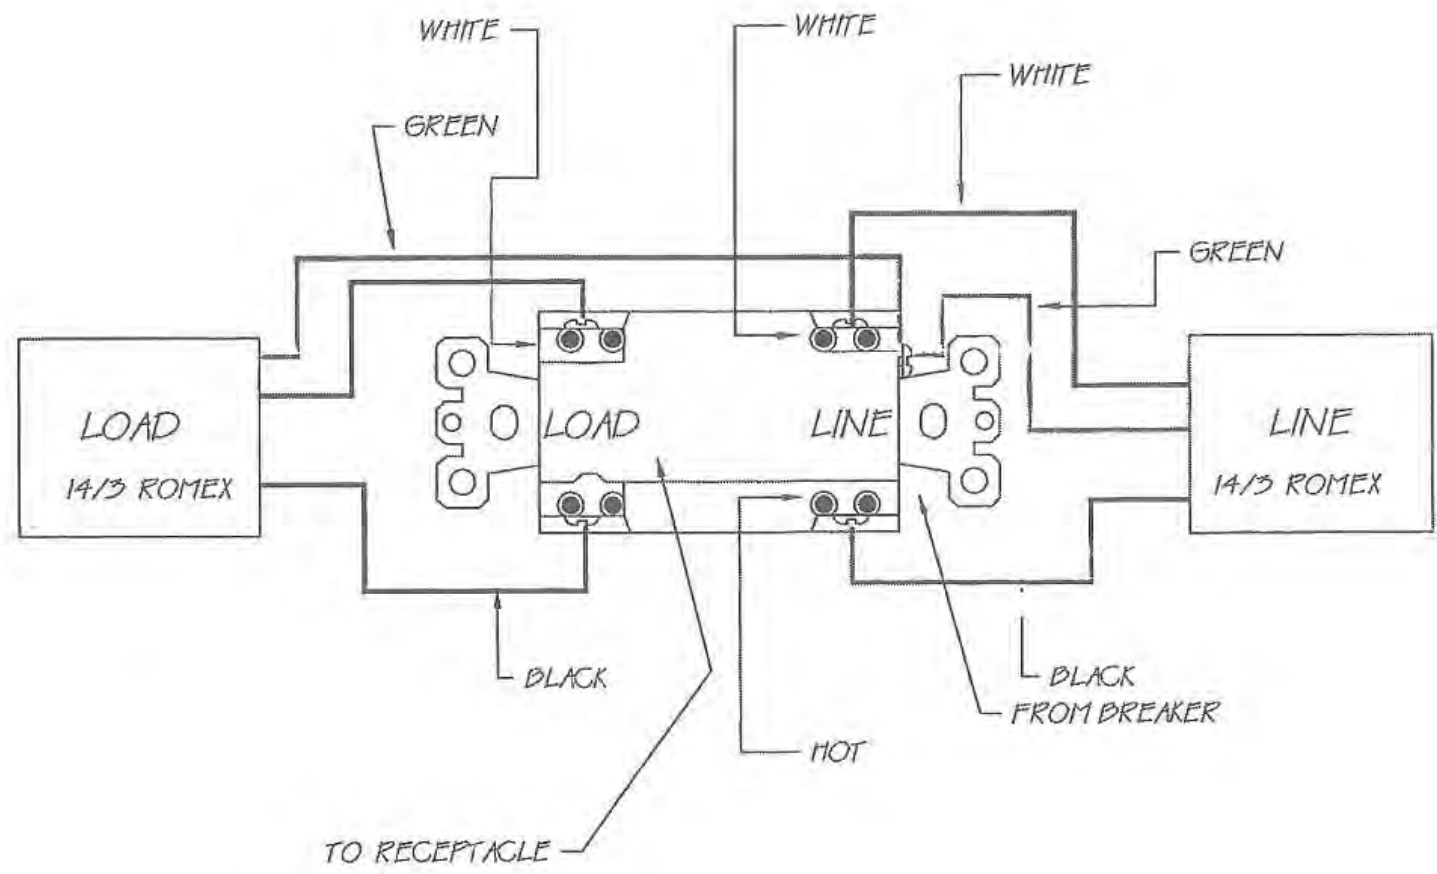 WHITE
WHITE
WHITE
GREEN
GREEN
LOAD
14/3 ROMEX
LOAD
LINE
LINE
14/3 ROMEX
BLACK
BLACK
FROM BREAKER
HOT
TO RECEPTACLE